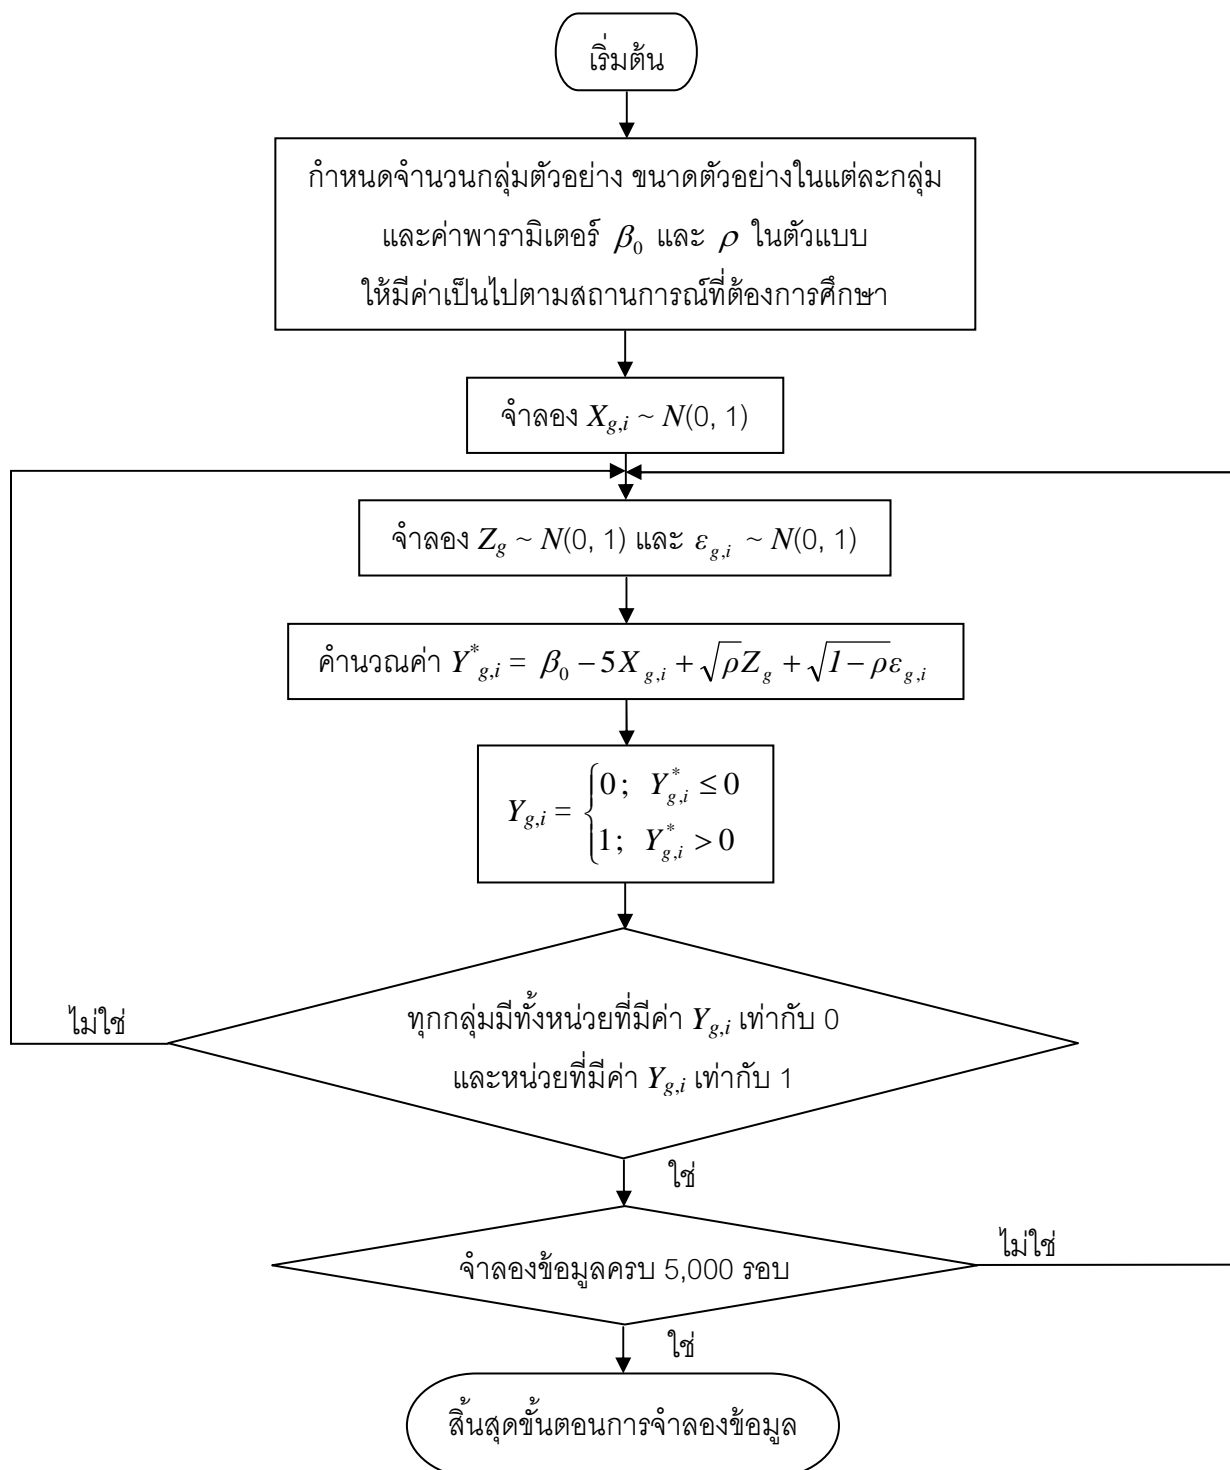 เริ่มต้น
กำหนดจำนวนกลุ่มตัวอย่าง ขนาดตัวอย่างในแต่ละกลุ่ม
และค่าพารามิเตอร์ β₀ และ ρ ในตัวแบบ
ให้มีค่าเป็นไปตามสถานการณ์ที่ต้องการศึกษา
จำลอง X_{g,i} ~ N(0, 1)
จำลอง Z_g ~ N(0, 1) และ ε_{g,i} ~ N(0, 1)
คำนวณค่า Y*_{g,i} = β₀ − 5X_{g,i} + √ρ Z_g + √(1−ρ) ε_{g,i}
Y_{g,i} = { 0 ; Y*_{g,i} ≤ 0
1 ; Y*_{g,i} > 0
ไม่ใช่
ทุกกลุ่มมีทั้งหน่วยที่มีค่า Y_{g,i} เท่ากับ 0
และหน่วยที่มีค่า Y_{g,i} เท่ากับ 1
ใช่
จำลองข้อมูลครบ 5,000 รอบ
ไม่ใช่
ใช่
สิ้นสุดขั้นตอนการจำลองข้อมูล